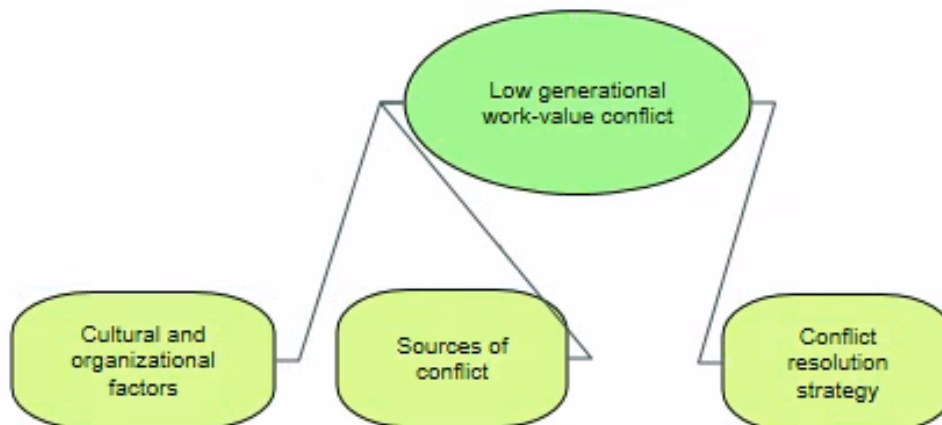 Low generational
work-value conflict
Cultural and
organizational
factors
Sources of
conflict
Conflict
resolution
strategy